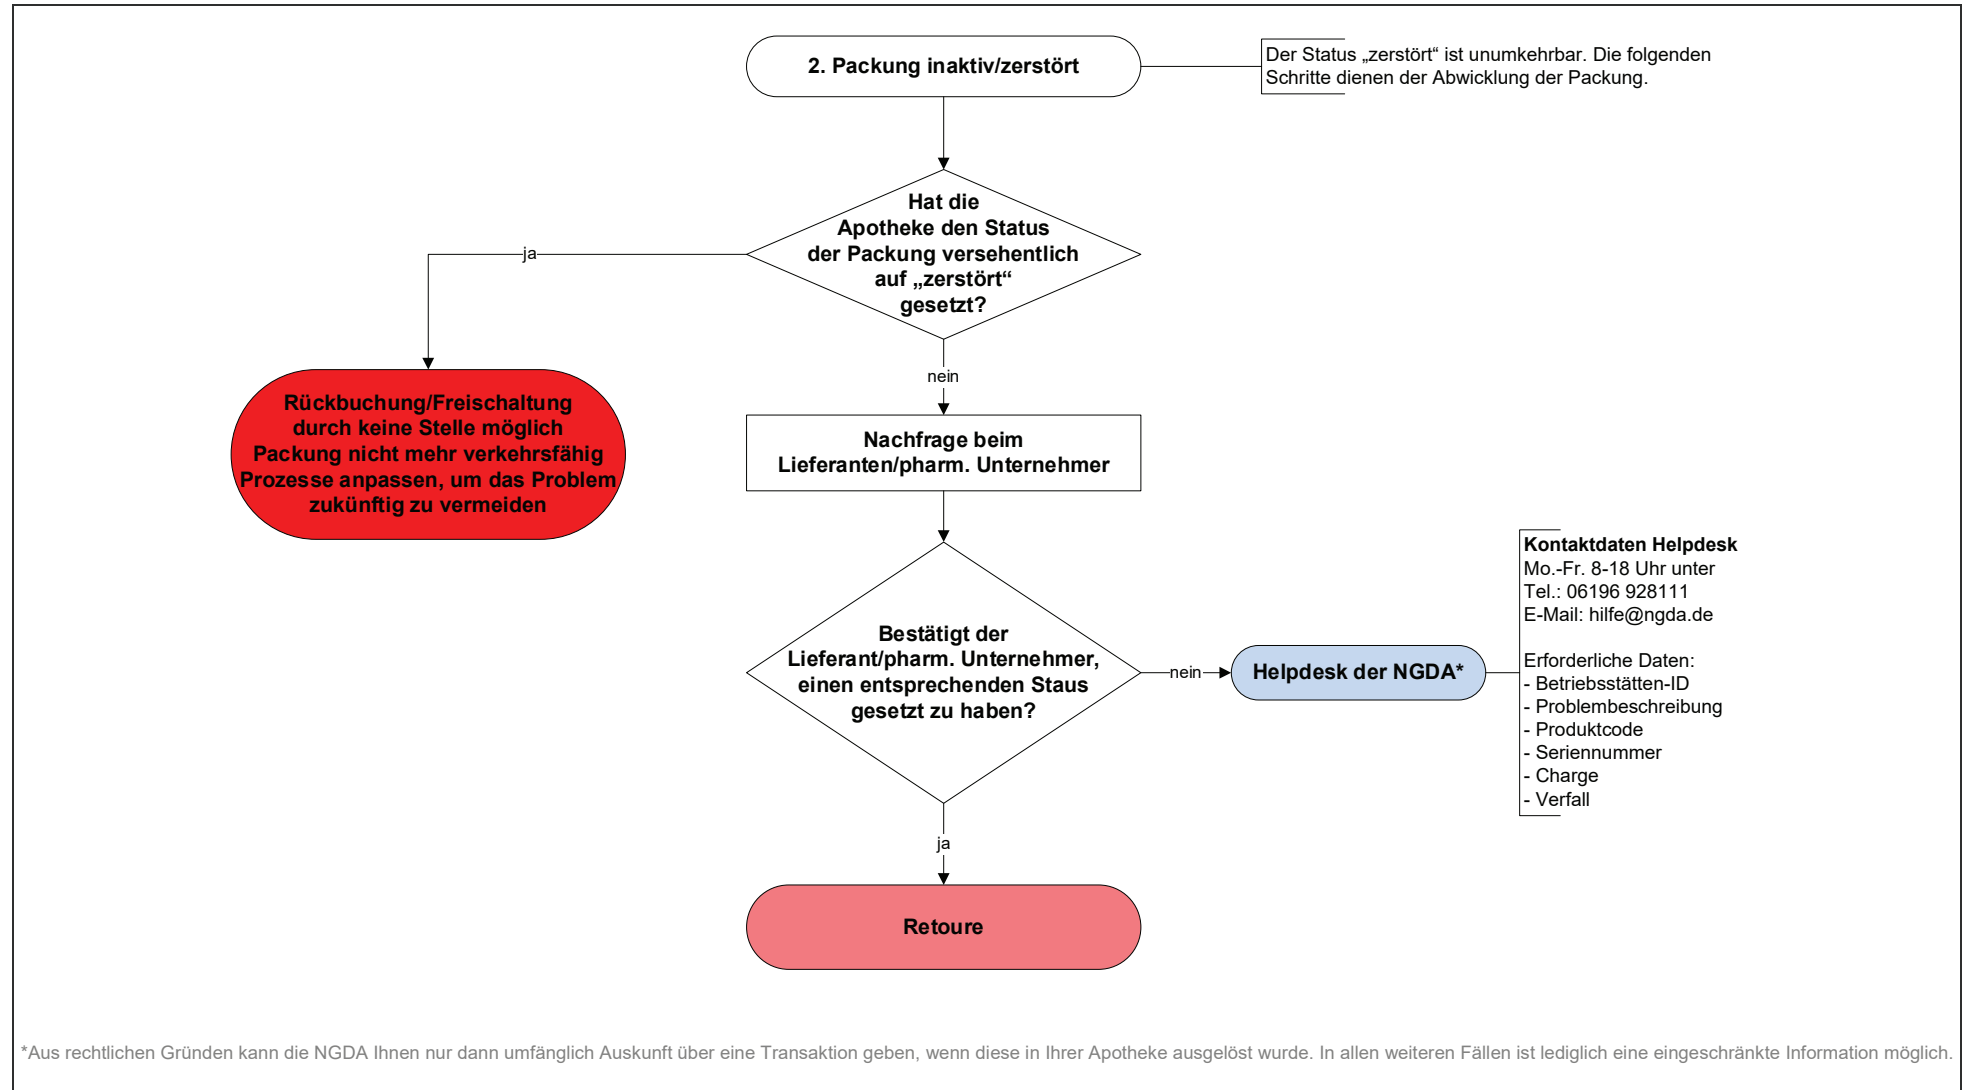 2. Packung inaktiv/zerstört
Der Status „zerstört“ ist unumkehrbar. Die folgenden
Schritte dienen der Abwicklung der Packung.
Hat die
Apotheke den Status
der Packung versehentlich
auf „zerstört“
gesetzt?
ja
nein
Rückbuchung/Freischaltung
durch keine Stelle möglich
Packung nicht mehr verkehrsfähig
Prozesse anpassen, um das Problem
zukünftig zu vermeiden
Nachfrage beim
Lieferanten/pharm. Unternehmer
Bestätigt der
Lieferant/pharm. Unternehmer,
einen entsprechenden Staus
gesetzt zu haben?
nein
Helpdesk der NGDA*
Kontaktdaten Helpdesk
Mo.-Fr. 8-18 Uhr unter
Tel.: 06196 928111
E-Mail: hilfe@ngda.de
Erforderliche Daten:
- Betriebsstätten-ID
- Problembeschreibung
- Produktcode
- Seriennummer
- Charge
- Verfall
ja
Retoure
*Aus rechtlichen Gründen kann die NGDA Ihnen nur dann umfänglich Auskunft über eine Transaktion geben, wenn diese in Ihrer Apotheke ausgelöst wurde. In allen weiteren Fällen ist lediglich eine eingeschränkte Information möglich.